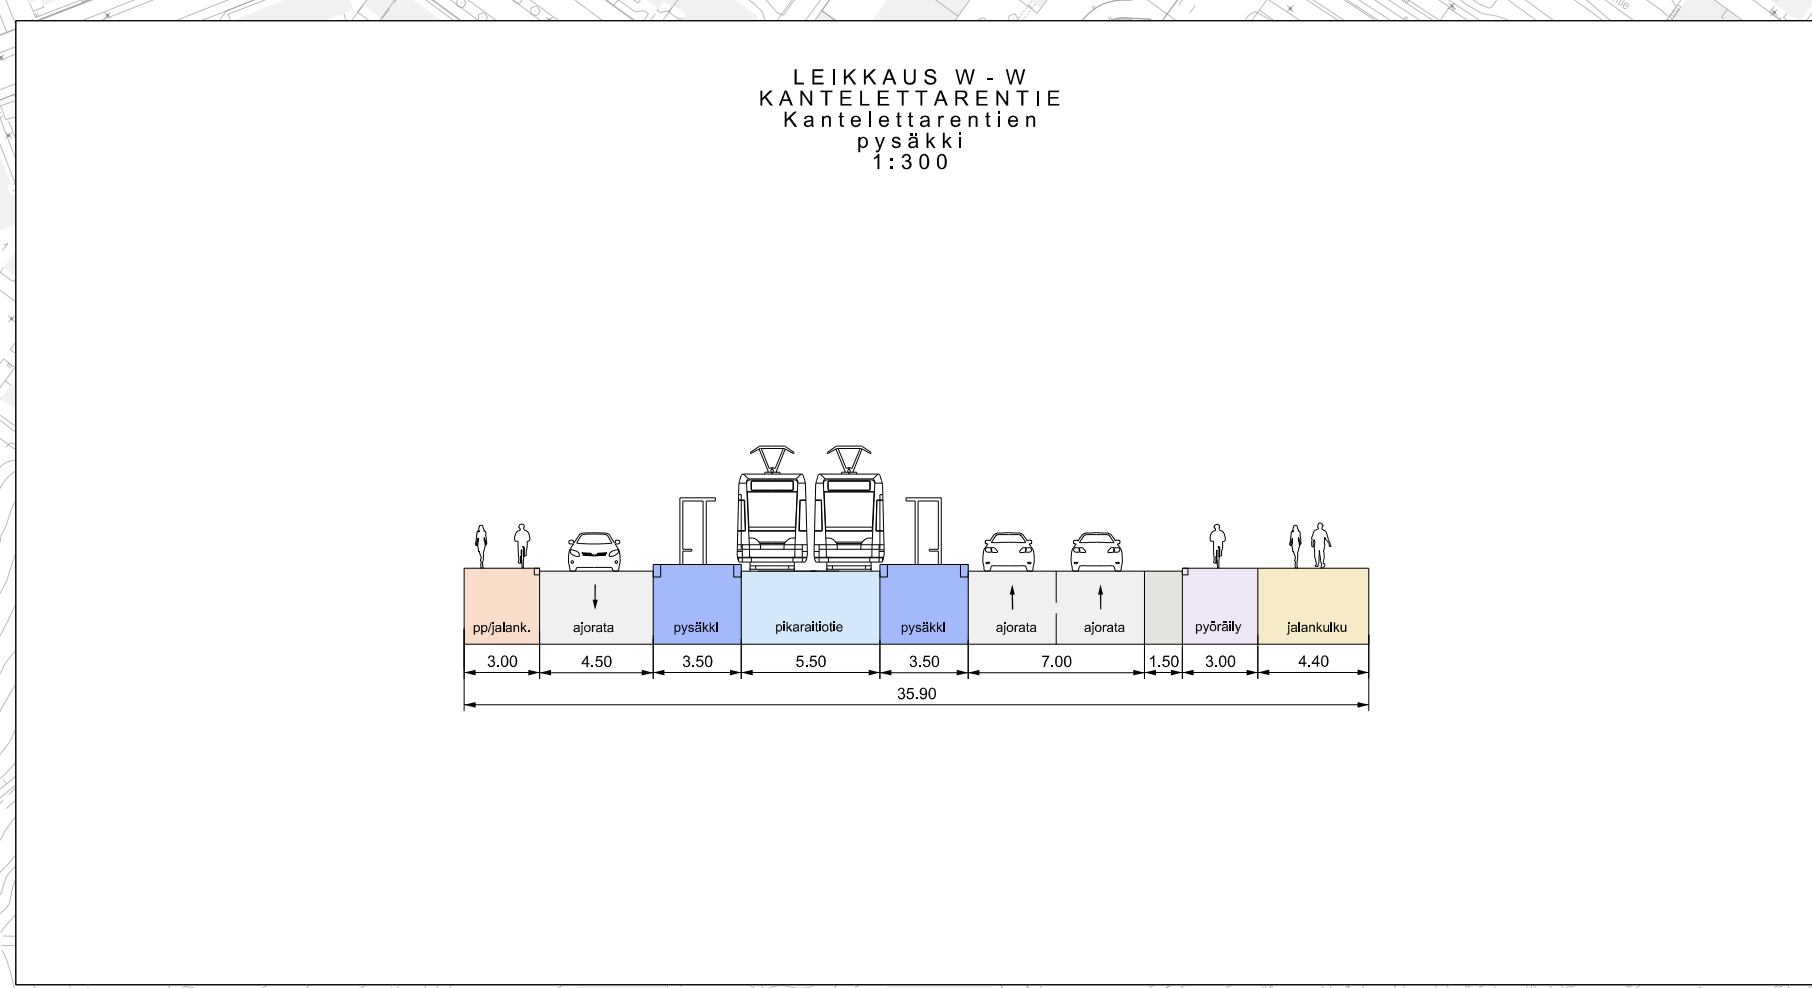 LEIKKAUS W - W
KANTELETTARENTIE
Kantelettarentien
pysäkki
1:300
pp/jalank.
ajorata
pysäkki
pikaraitiotie
pysäkki
ajorata
ajorata
pyöräily
jalankulku
3.00
4.50
3.50
5.50
3.50
7.00
1.50
3.00
4.40
35.90